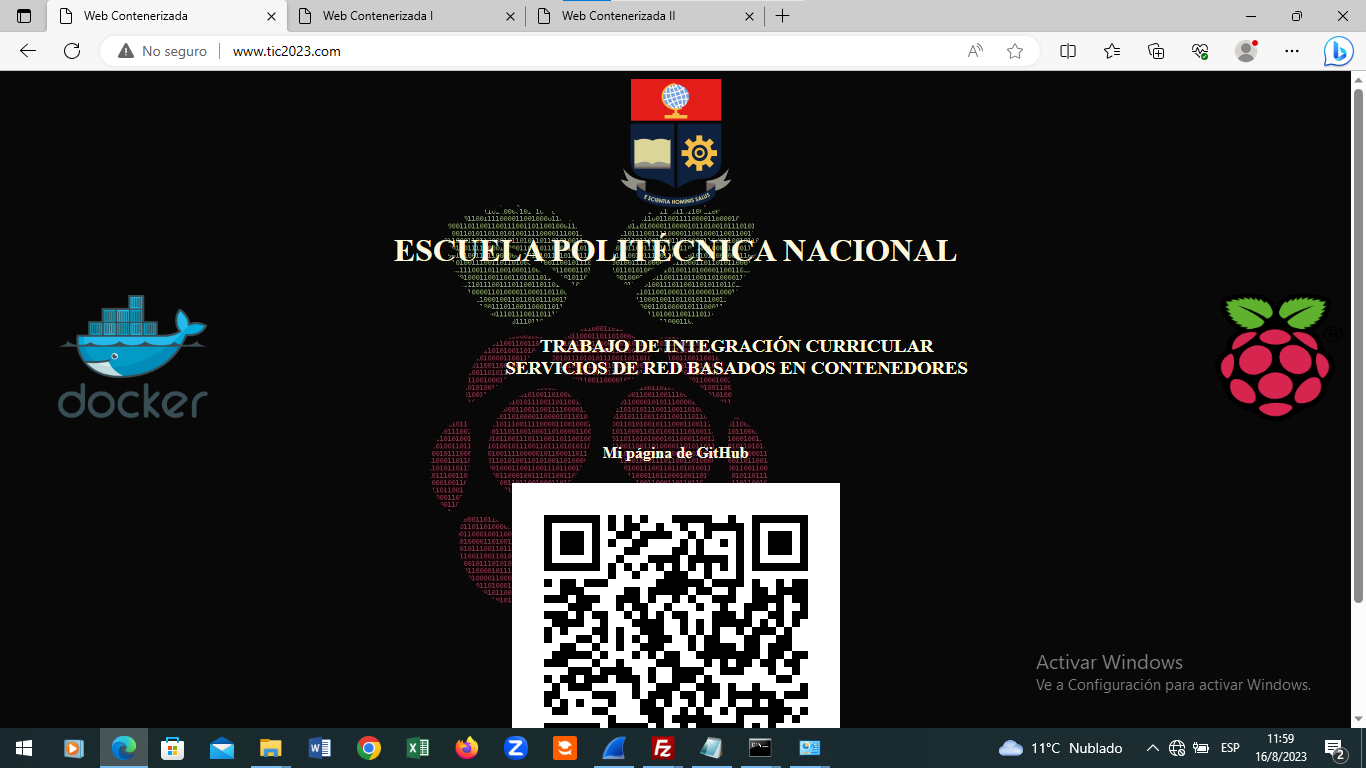 Web Contenerizada
Web Contenerizada I
Web Contenerizada II
No seguro
www.tic2023.com
E SCIENTIA HOMINIS SALUS
ESCUELA POLITÉCNICA NACIONAL
docker
®
TRABAJO DE INTEGRACIÓN CURRICULAR
SERVICIOS DE RED BASADOS EN CONTENEDORES
Mi página de GitHub
Activar Windows
Ve a Configuración para activar Windows.
11°C Nublado
ESP
11:59
16/8/2023
2